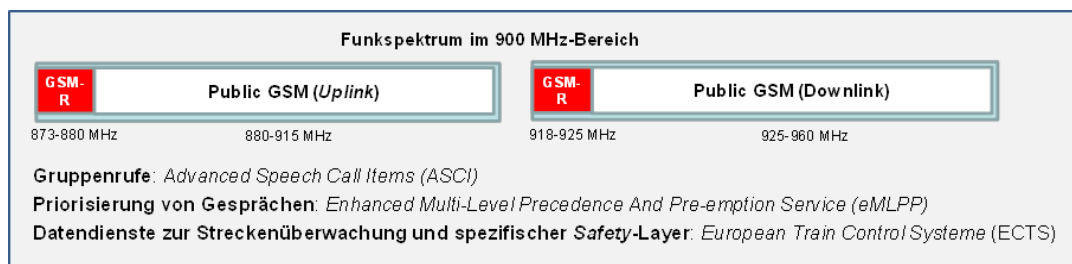 Funkspektrum im 900 MHz-Bereich
GSM-R
Public GSM (Uplink)
GSM-R
Public GSM (Downlink)
873-880 MHz
880-915 MHz
918-925 MHz
925-960 MHz
Gruppenrufe: Advanced Speech Call Items (ASCI)
Priorisierung von Gesprächen: Enhanced Multi-Level Precedence And Pre-emption Service (eMLPP)
Datendienste zur Streckenüberwachung und spezifischer Safety-Layer: European Train Control Systeme (ECTS)